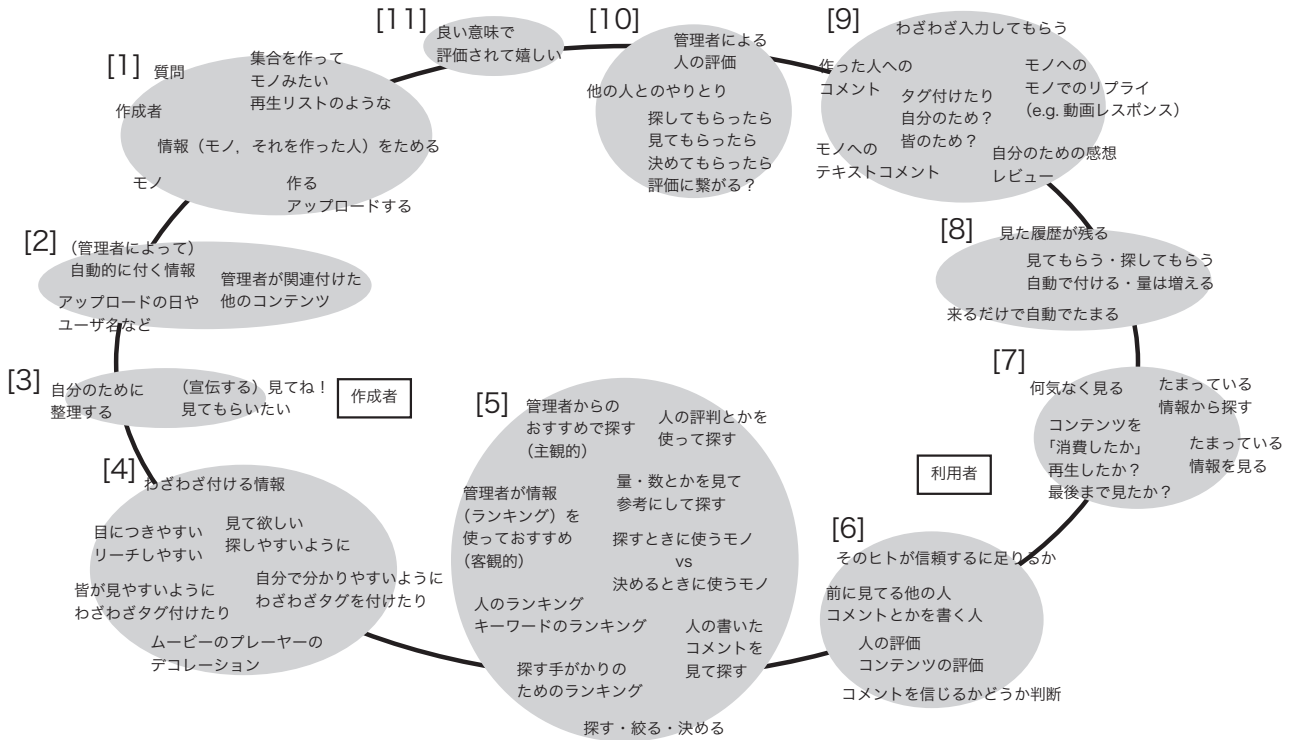 [1]
質問
集合を作って
モノみたい
再生リストのような
作成者
情報(モノ,それを作った人)をためる
モノ
作る
アップロードする
[2]
(管理者によって)
自動的に付く情報
管理者が関連付けた
他のコンテンツ
アップロードの日や
ユーザ名など
[3]
自分のために
整理する
(宣伝する)見てね!
見てもらいたい
作成者
[4]
わざわざ付ける情報
目につきやすい
リーチしやすい
見て欲しい
探しやすいように
皆が見やすいように
わざわざタグ付けたり
自分で分かりやすいように
わざわざタグを付けたり
ムービーのプレーヤーの
デコレーション
[5]
管理者からの
おすすめで探す
(主観的)
人の評判とかを
使って探す
管理者が情報
(ランキング)を
使っておすすめ
(客観的)
量・数とかを見て
参考にして探す
探すときに使うモノ
vs
決めるときに使うモノ
人のランキング
キーワードのランキング
人の書いた
コメントを
見て探す
探す手がかりの
ためのランキング
探す・絞る・決める
[6]
そのヒトが信頼するに足りるか
前に見てる他の人
コメントとかを書く人
人の評価
コンテンツの評価
コメントを信じるかどうか判断
利用者
[7]
何気なく見る
たまっている
情報から探す
コンテンツを
「消費したか」
再生したか?
最後まで見たか?
たまっている
情報を見る
[8]
見た履歴が残る
見てもらう・探してもらう
自動で付ける・量は増える
来るだけで自動でたまる
[9]
わざわざ入力してもらう
作った人への
コメント
モノへの
モノでのリプライ
(e.g. 動画レスポンス)
タグ付けたり
自分のため?
皆のため?
モノへの
テキストコメント
自分のための感想
レビュー
[10]
管理者による
人の評価
他の人とのやりとり
探してもらったら
見てもらったら
決めてもらったら
評価に繋がる?
[11]
良い意味で
評価されて嬉しい